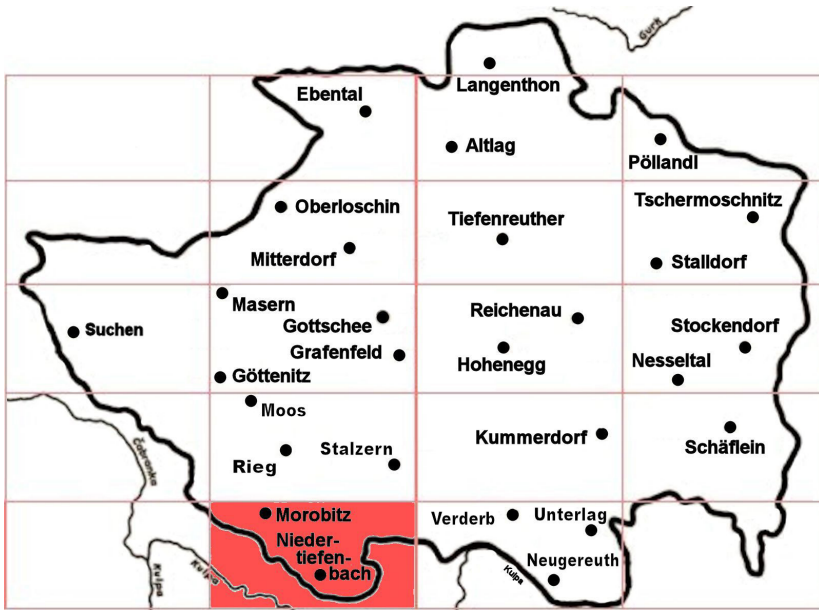 Gurk
Langenthon
Ebental
Altlag
Pöllandl
Oberloschin
Tiefenreuther
Tschermoschnitz
Mitterdorf
Stalldorf
Masern
Suchen
Gottschee
Reichenau
Stockendorf
Grafenfeld
Hohenegg
Nesseltal
Göttenitz
Moos
Kummerdorf
Schäflein
Rieg
Stalzern
Čabranka
Morobitz
Verderb
Unterlag
Nieder-
tiefen-
bach
Neugereuth
Kulpa
Kulpa
Kulpa